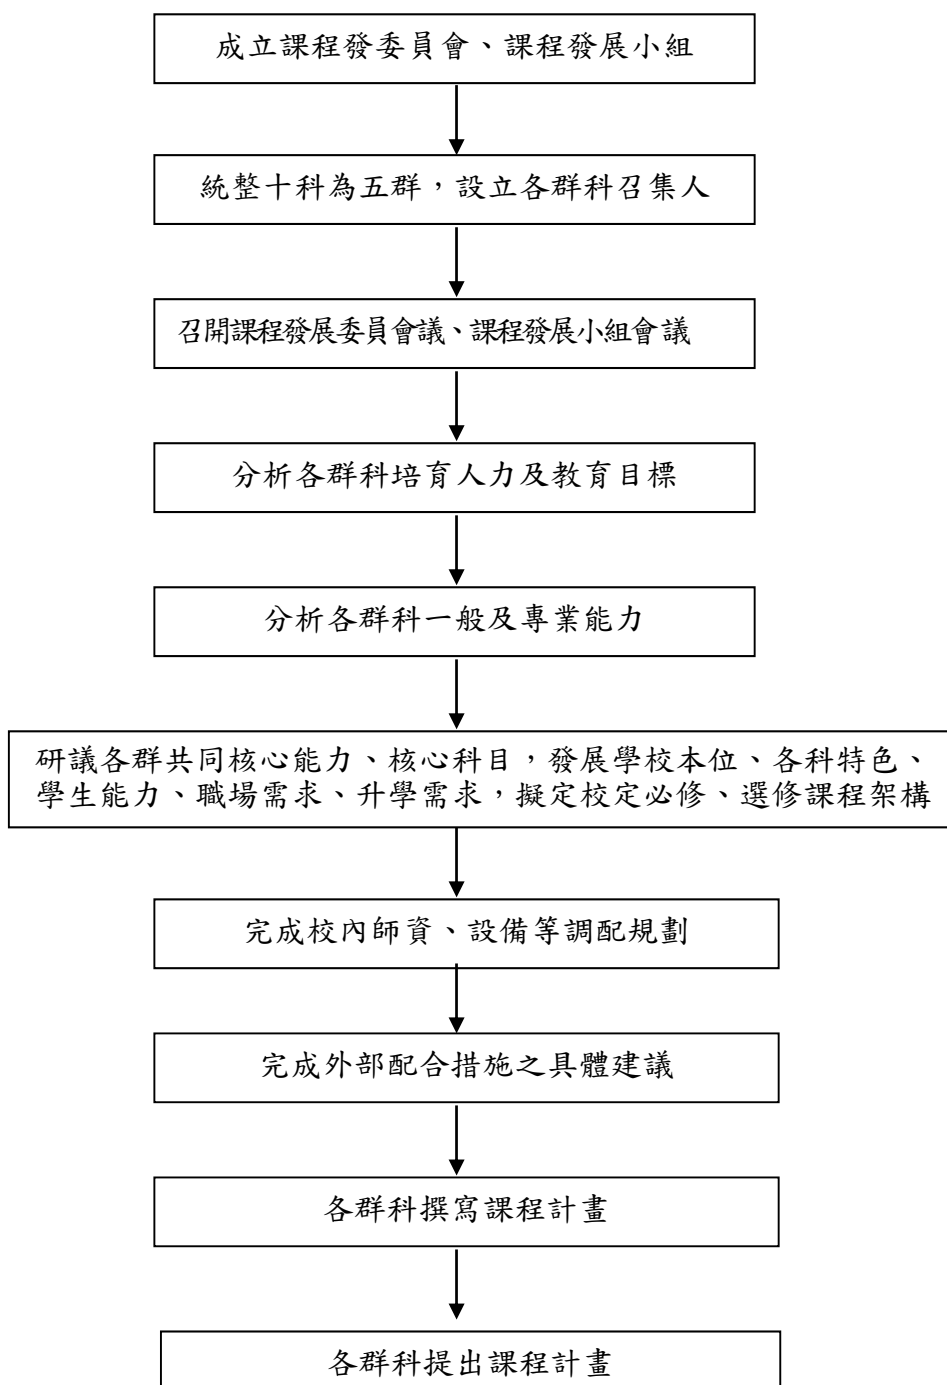 成立課程發委員會、課程發展小組
統整十科為五群，設立各群科召集人
召開課程發展委員會議、課程發展小組會議
分析各群科培育人力及教育目標
分析各群科一般及專業能力
研議各群共同核心能力、核心科目，發展學校本位、各科特色、
學生能力、職場需求、升學需求，擬定校定必修、選修課程架構
完成校內師資、設備等調配規劃
完成外部配合措施之具體建議
各群科撰寫課程計畫
各群科提出課程計畫